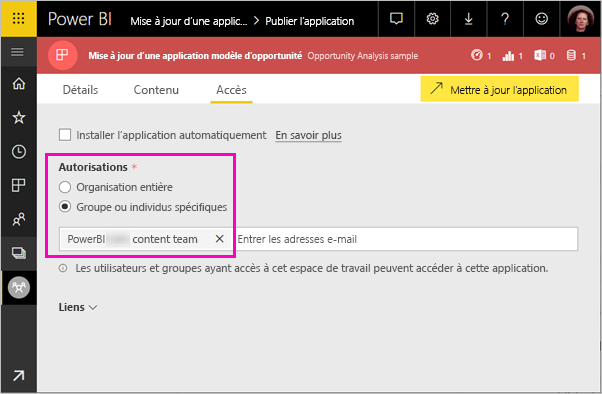 Power BI Mise à jour d'une applic... > Publier l'application
Mise à jour d'une application modèle d'opportunité Opportunity Analysis sample 1 1 0 1
Détails Contenu Accès Mettre à jour l'application
Installer l'application automatiquement En savoir plus
Autorisations *
Organisation entière
Groupe ou individus spécifiques
PowerBI content team × Entrer les adresses e-mail
Les utilisateurs et groupes ayant accès à cet espace de travail peuvent accéder à cette application.
Liens